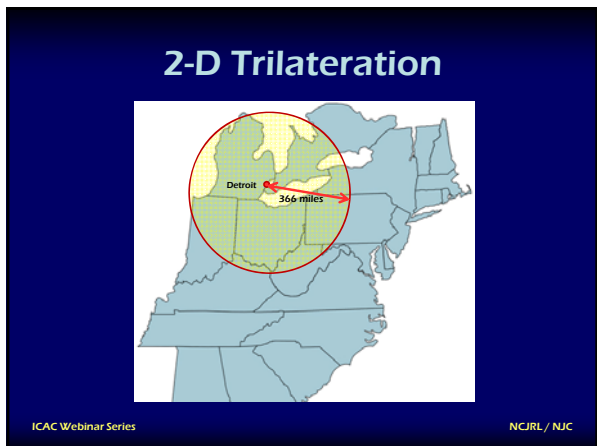 2-D Trilateration
Detroit
366 miles
ICAC Webinar Series
NCJRL / NJC